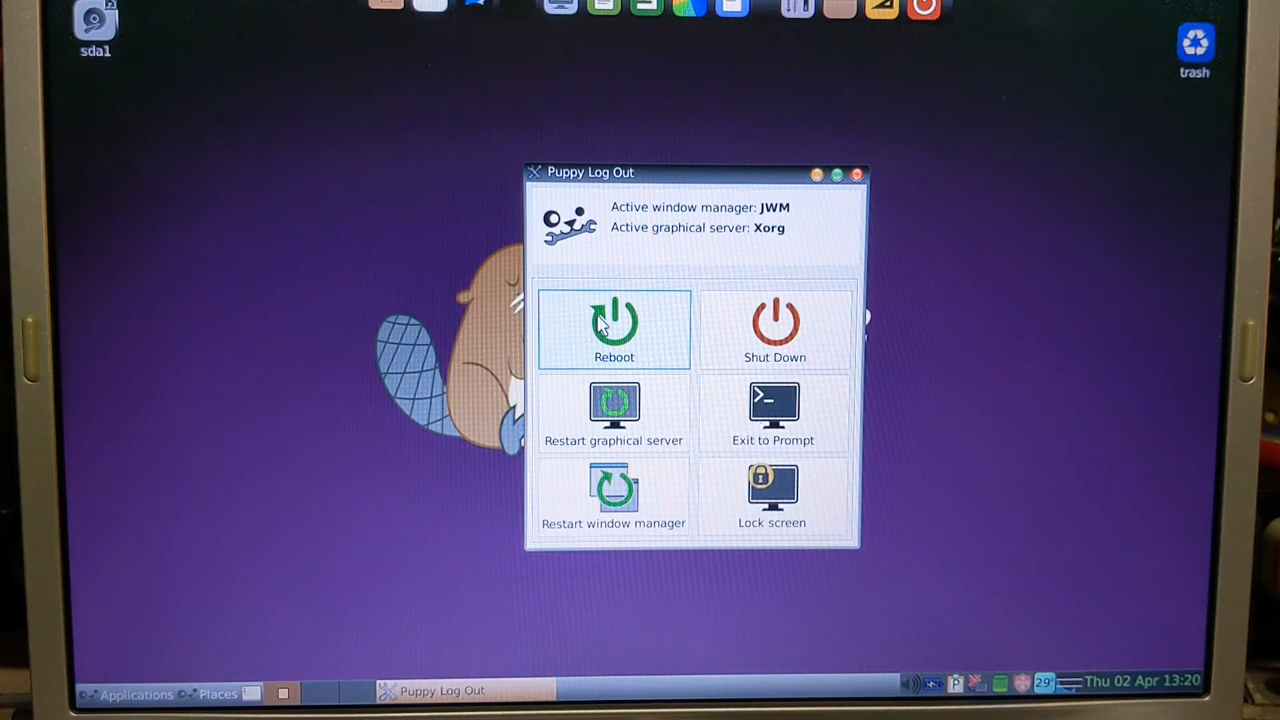 sda1
trash
Puppy Log Out
Active window manager: JWM
Active graphical server: Xorg
Reboot
Shut Down
Restart graphical server
Exit to Prompt
Restart window manager
Lock screen
Applications Places Puppy Log Out P 29° Thu 02 Apr 13:20